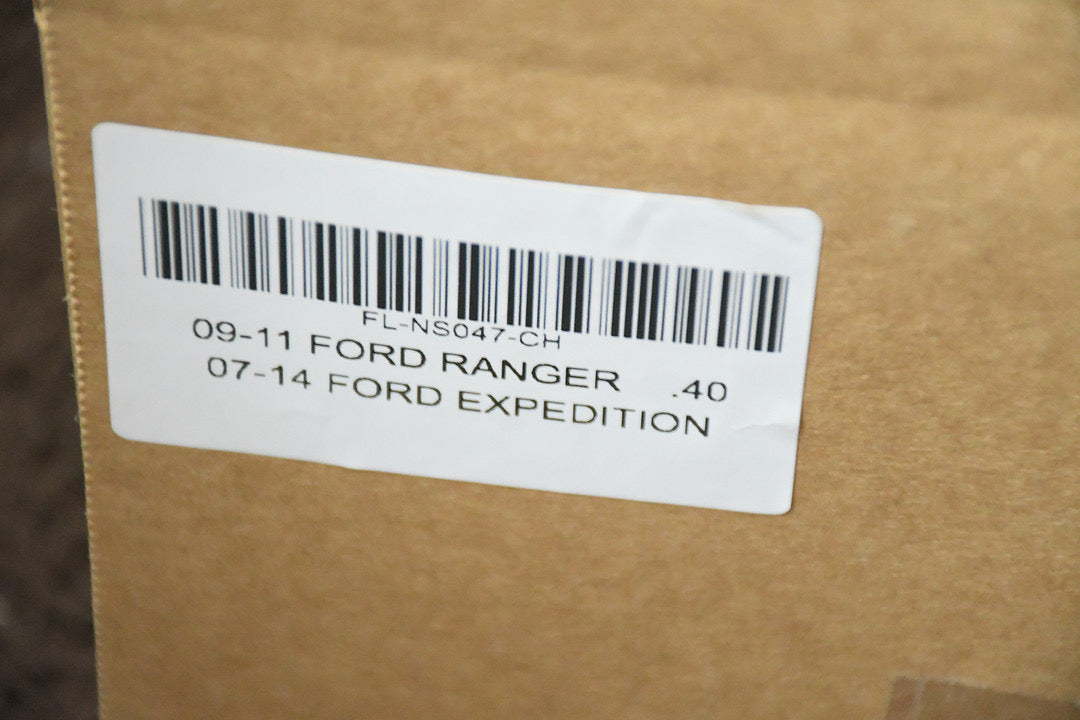 FL-NS047-CH
09-11 FORD RANGER .40
07-14 FORD EXPEDITION